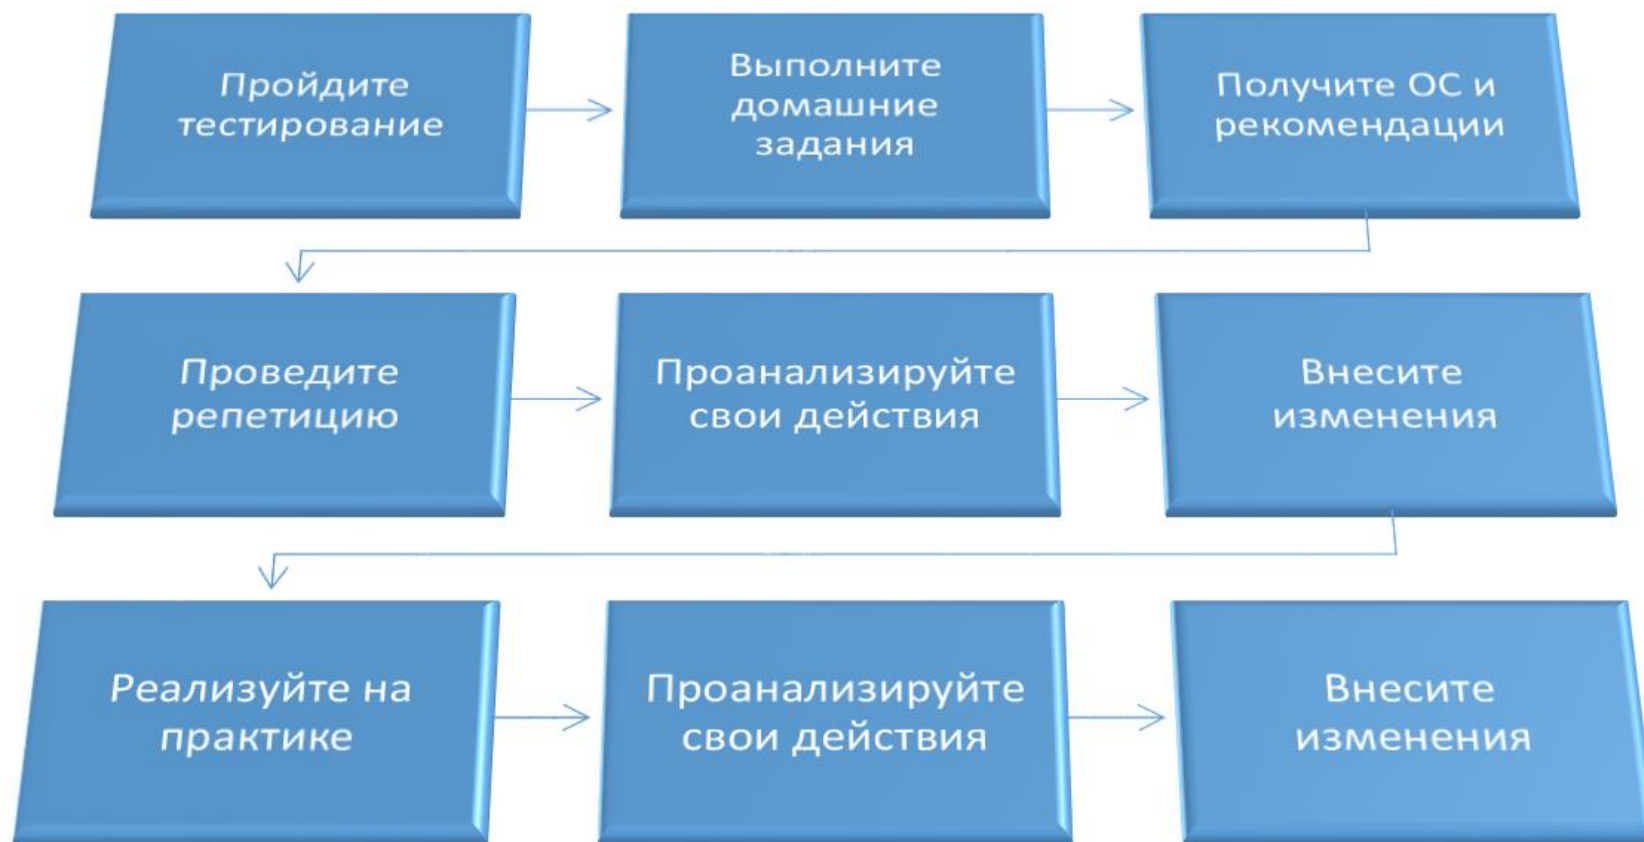 Пройдите
тестирование
Выполните
домашние
задания
Получите ОС и
рекомендации
Проведите
репетицию
Проанализируйте
свои действия
Внесите
изменения
Реализуйте на
практике
Проанализируйте
свои действия
Внесите
изменения